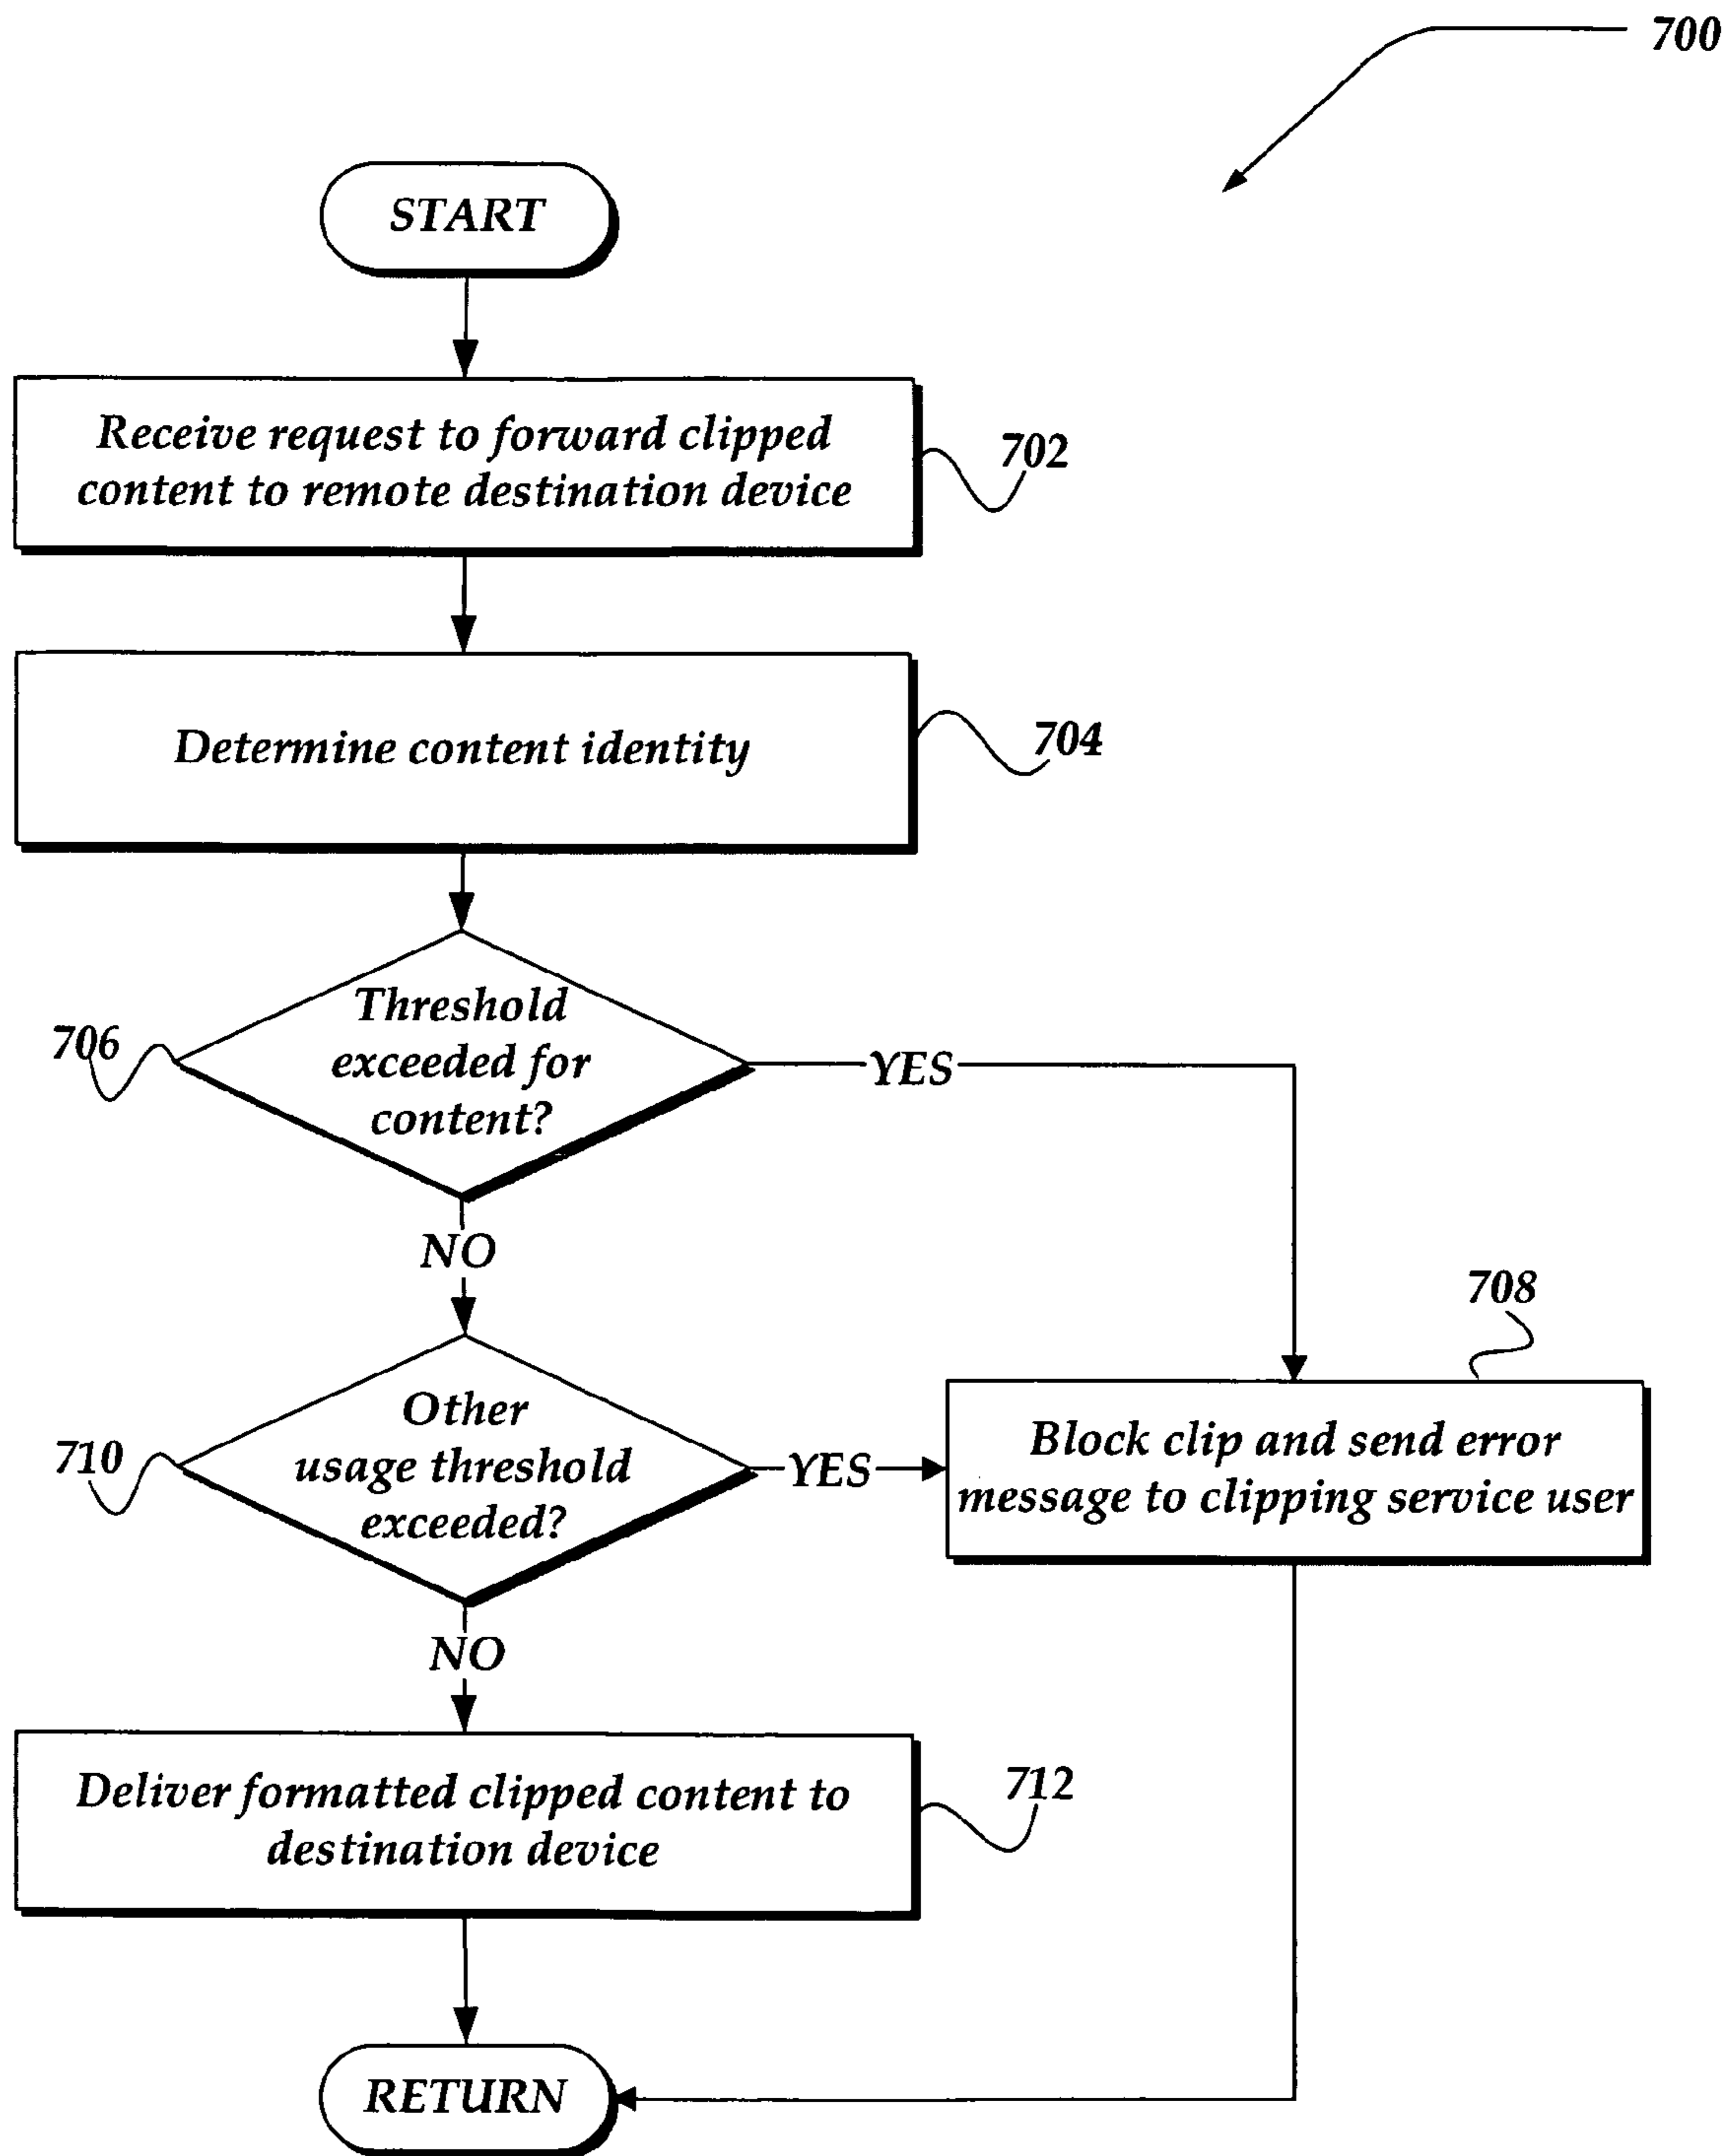 700
START
Receive request to forward clipped
content to remote destination device
702
Determine content identity
704
Threshold
exceeded for
content?
706
YES
NO
708
Other
usage threshold
exceeded?
710
YES
Block clip and send error
message to clipping service user
NO
Deliver formatted clipped content to
destination device
712
RETURN